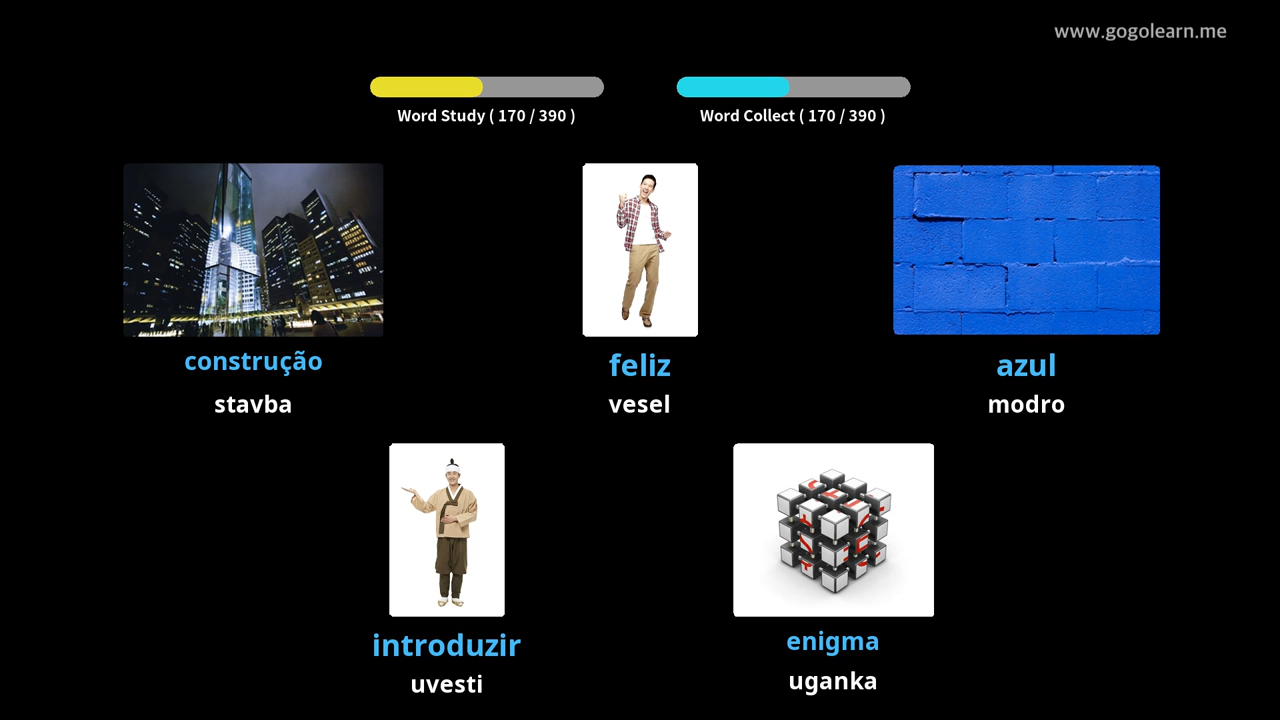 www.gogolearn.me
Word Study ( 170 / 390 )
Word Collect ( 170 / 390 )
construção
stavba
feliz
vesel
azul
modro
introduzir
uvesti
enigma
uganka